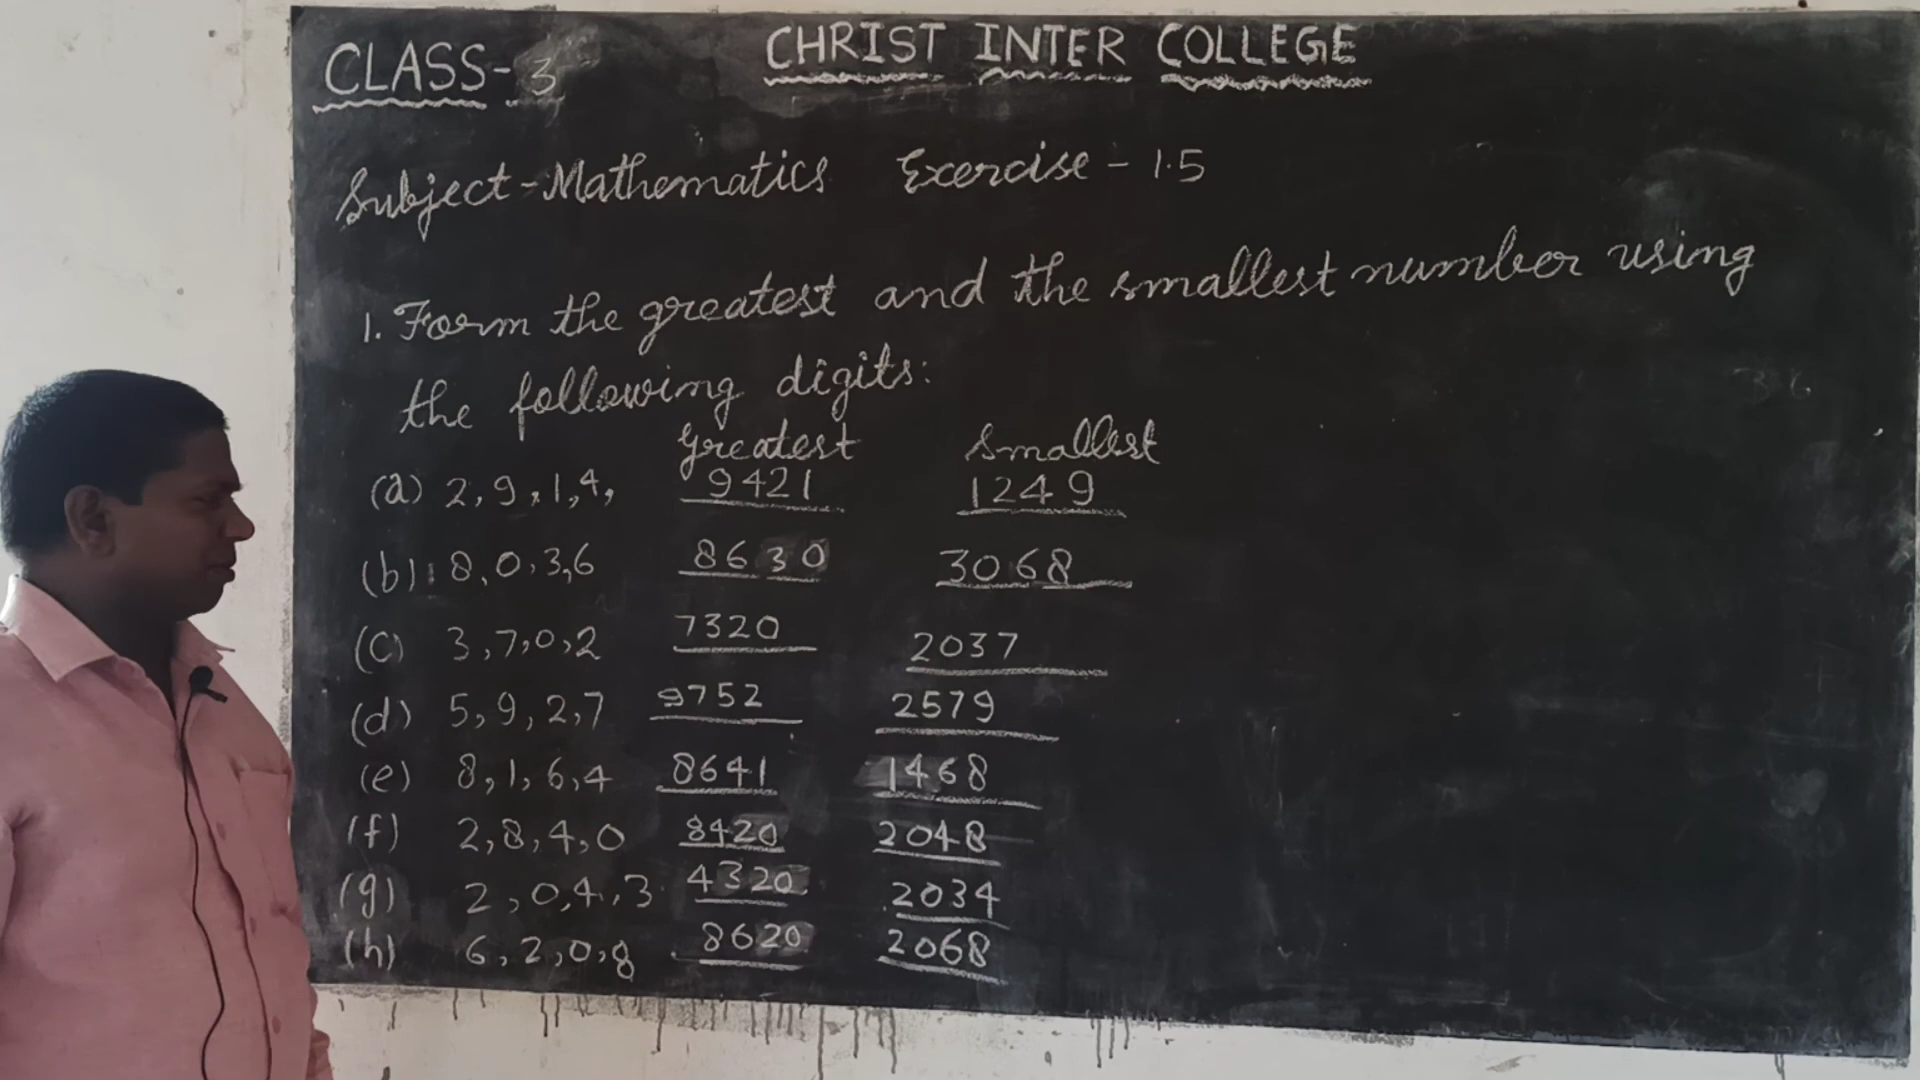 CLASS-3 CHRIST INTER COLLEGE
Subject-Mathematics Exercise - 1.5
1. Form the greatest and the smallest number using
the following digits:
Greatest Smallest
(a) 2,9,1,4, 9421 1249
(b) 8,0,3,6 8630 3068
(c) 3,7,0,2 7320 2037
(d) 5,9,2,7 9752 2579
(e) 8,1,6,4 8641 1468
(f) 2,8,4,0 8420 2048
(g) 2,0,4,3 4320 2034
(h) 6,2,0,8 8620 2068